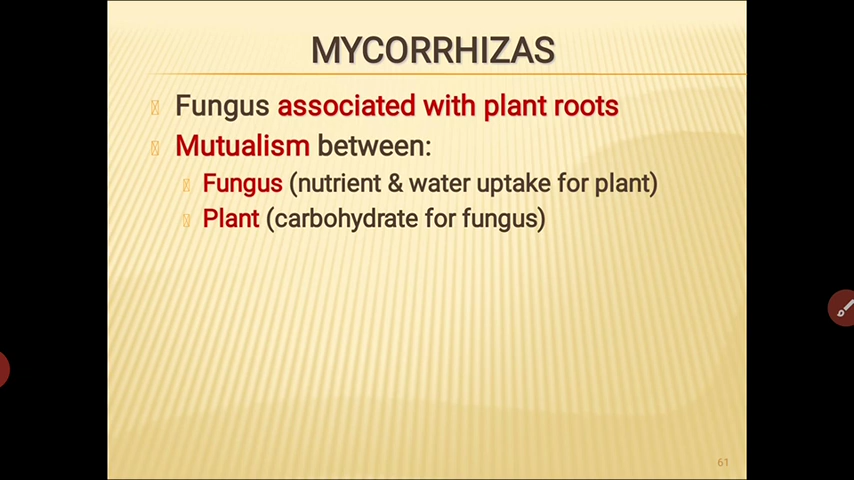 MYCORRHIZAS
Fungus associated with plant roots
Mutualism between:
Fungus (nutrient & water uptake for plant)
Plant (carbohydrate for fungus)
61